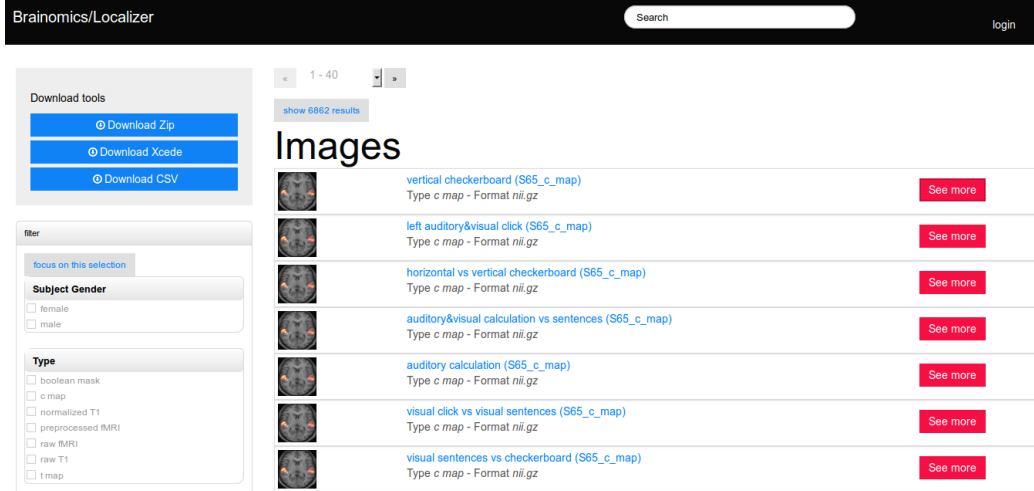 Brainomics/Localizer
Search
login
Download tools
Download Zip
Download Xcede
Download CSV
filter
focus on this selection
Subject Gender
female
male
Type
boolean mask
c map
normalized T1
preprocessed fMRI
raw fMRI
raw T1
t map
« 1 - 40 »
show 6862 results
Images
vertical checkerboard (S65_c_map)
Type c map - Format nii.gz
See more
left auditory&visual click (S65_c_map)
Type c map - Format nii.gz
See more
horizontal vs vertical checkerboard (S65_c_map)
Type c map - Format nii.gz
See more
auditory&visual calculation vs sentences (S65_c_map)
Type c map - Format nii.gz
See more
auditory calculation (S65_c_map)
Type c map - Format nii.gz
See more
visual click vs visual sentences (S65_c_map)
Type c map - Format nii.gz
See more
visual sentences vs checkerboard (S65_c_map)
Type c map - Format nii.gz
See more